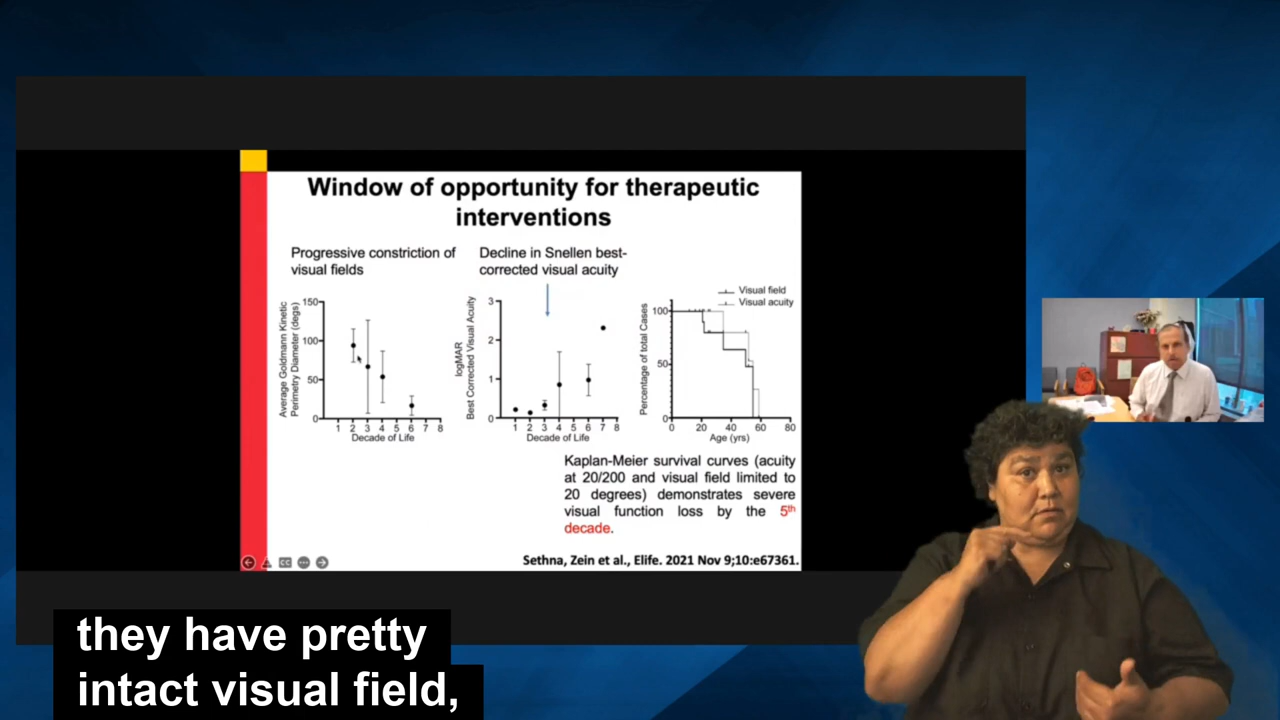 Window of opportunity for therapeutic
interventions
Progressive constriction of
visual fields
Decline in Snellen best-
corrected visual acuity
Average Goldmann Kinetic
Perimetry Diameter (degs)
150
100
50
0
1 2 3 4 5 6 7 8
Decade of Life
logMAR
Best Corrected Visual Acuity
3
2
1
0
1 2 3 4 5 6 7 8
Decade of Life
Visual field
Visual acuity
Percentage of total Cases
100
50
0
0 20 40 60 80
Age (yrs)
Kaplan-Meier survival curves (acuity
at 20/200 and visual field limited to
20 degrees) demonstrates severe
visual function loss by the 5th
decade.
CC
Sethna, Zein et al., Elife. 2021 Nov 9;10:e67361.
they have pretty
intact visual field,